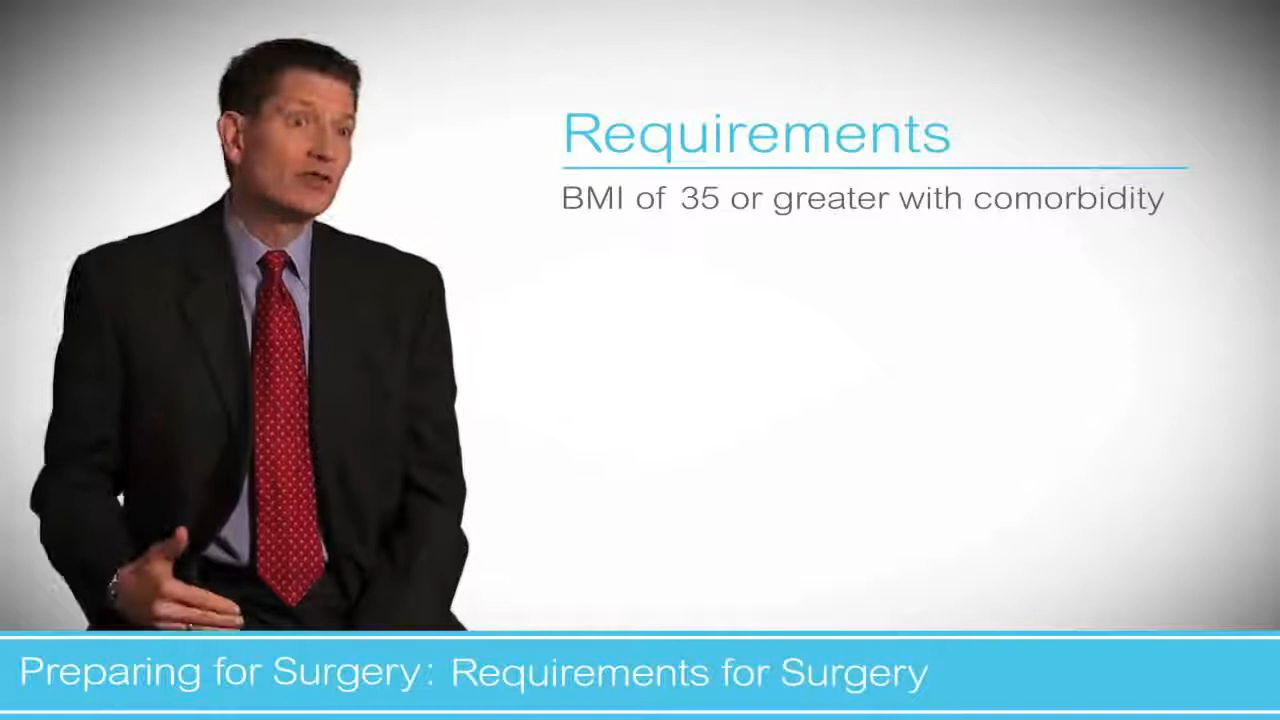 Requirements
BMI of 35 or greater with comorbidity
Preparing for Surgery: Requirements for Surgery